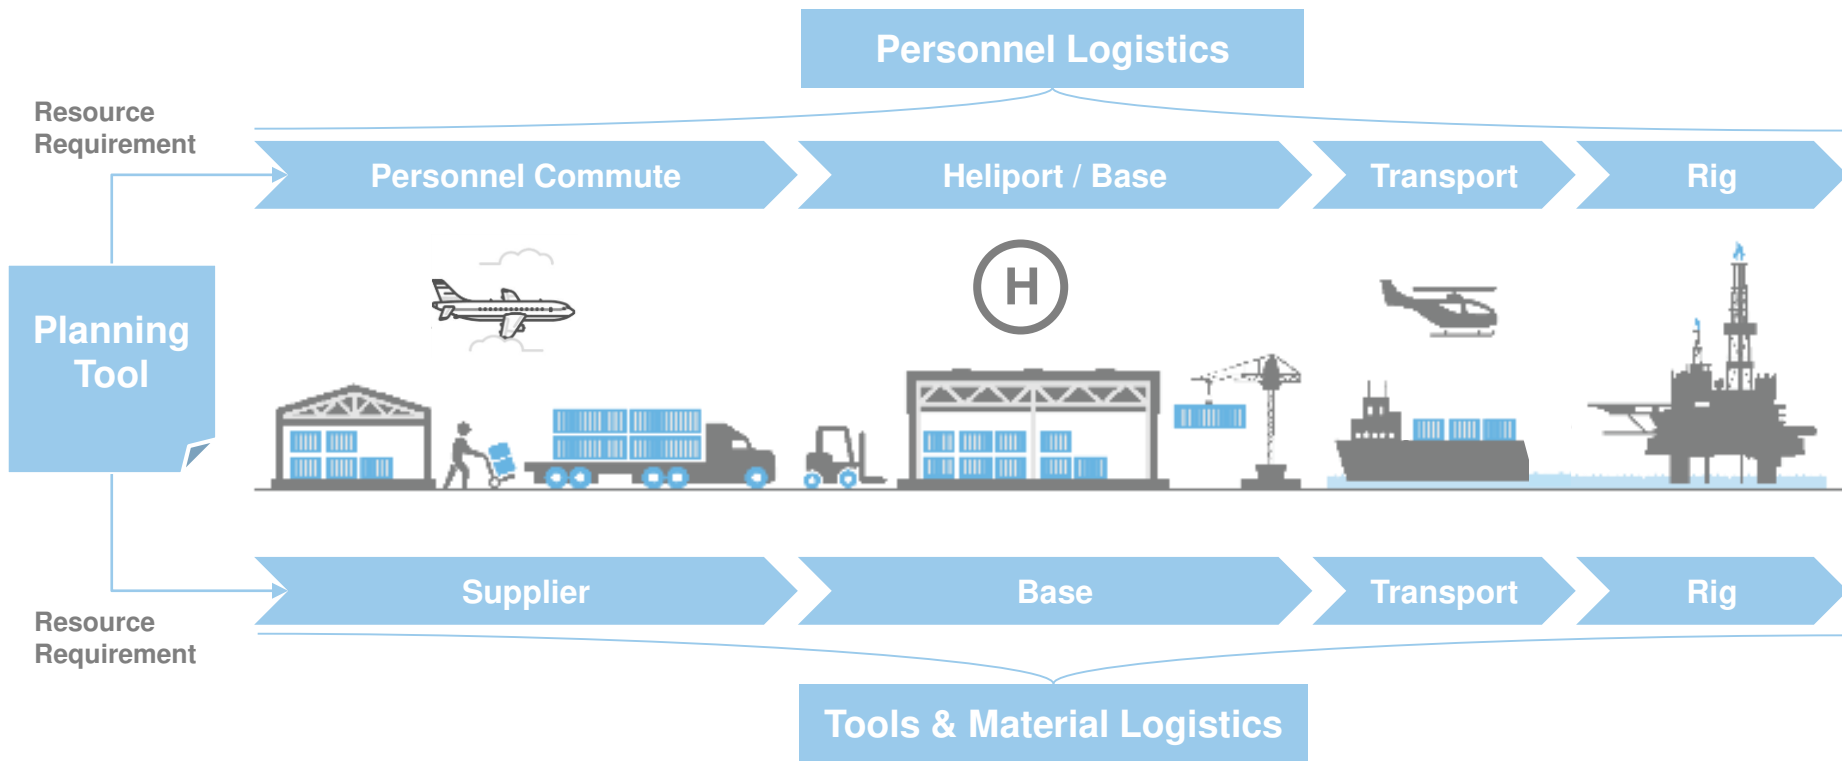 Personnel Logistics
Resource
Requirement
Personnel Commute
Heliport / Base
Transport
Rig
H
Planning
Tool
Supplier
Base
Transport
Rig
Resource
Requirement
Tools & Material Logistics